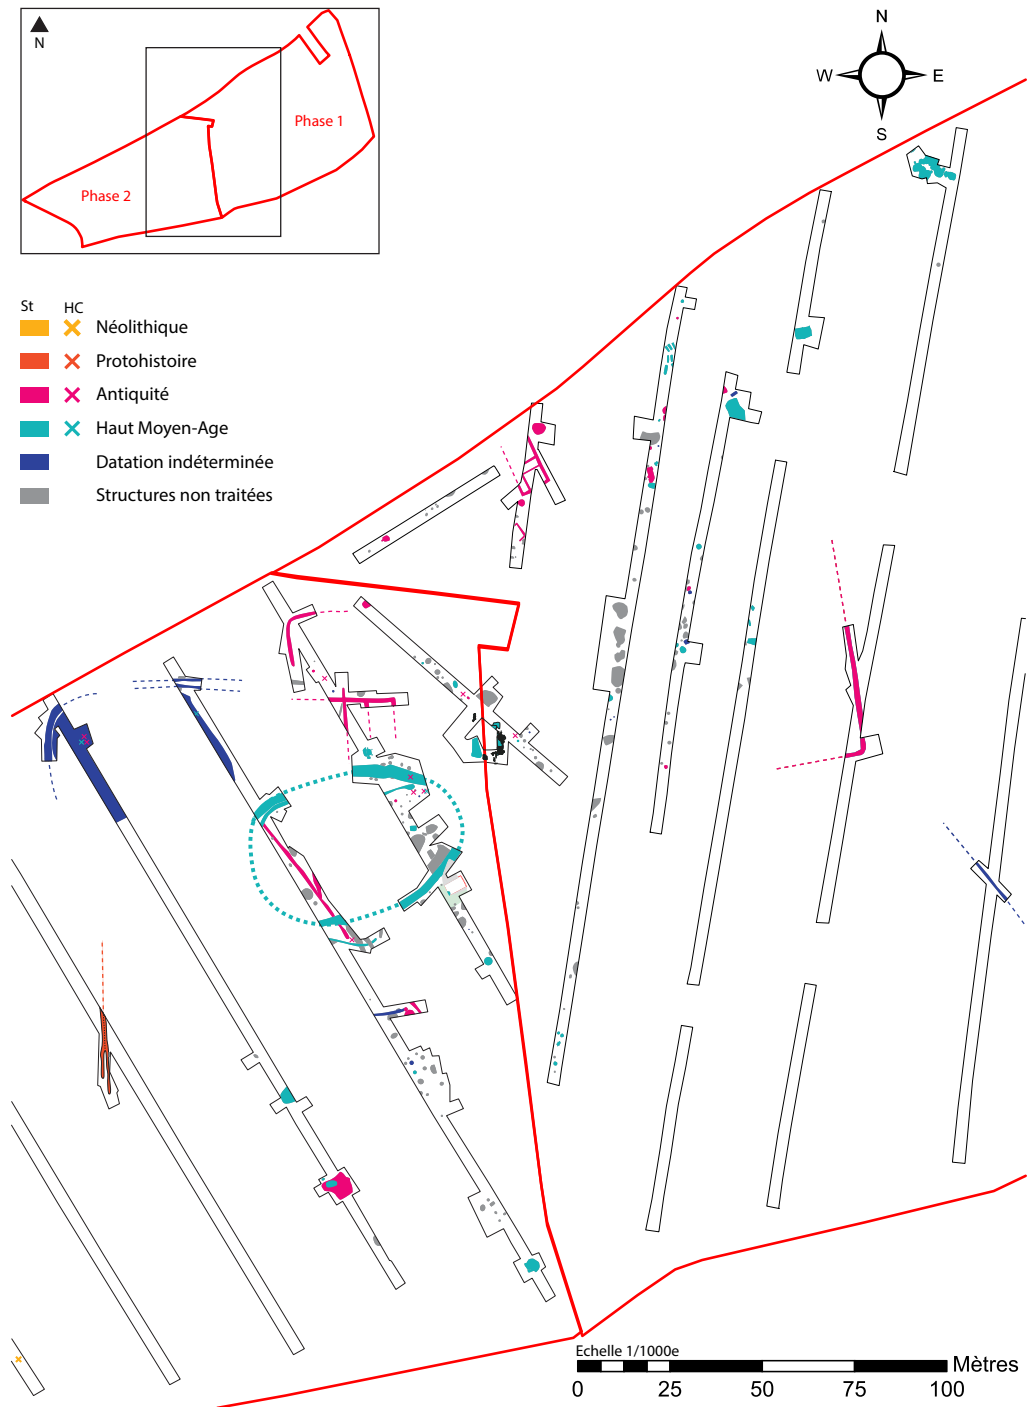 N
Phase 1
Phase 2
N
W E
S
St HC
Néolithique
Protohistoire
Antiquité
Haut Moyen-Age
Datation indéterminée
Structures non traitées
Echelle 1/1000e
Mètres
0 25 50 75 100